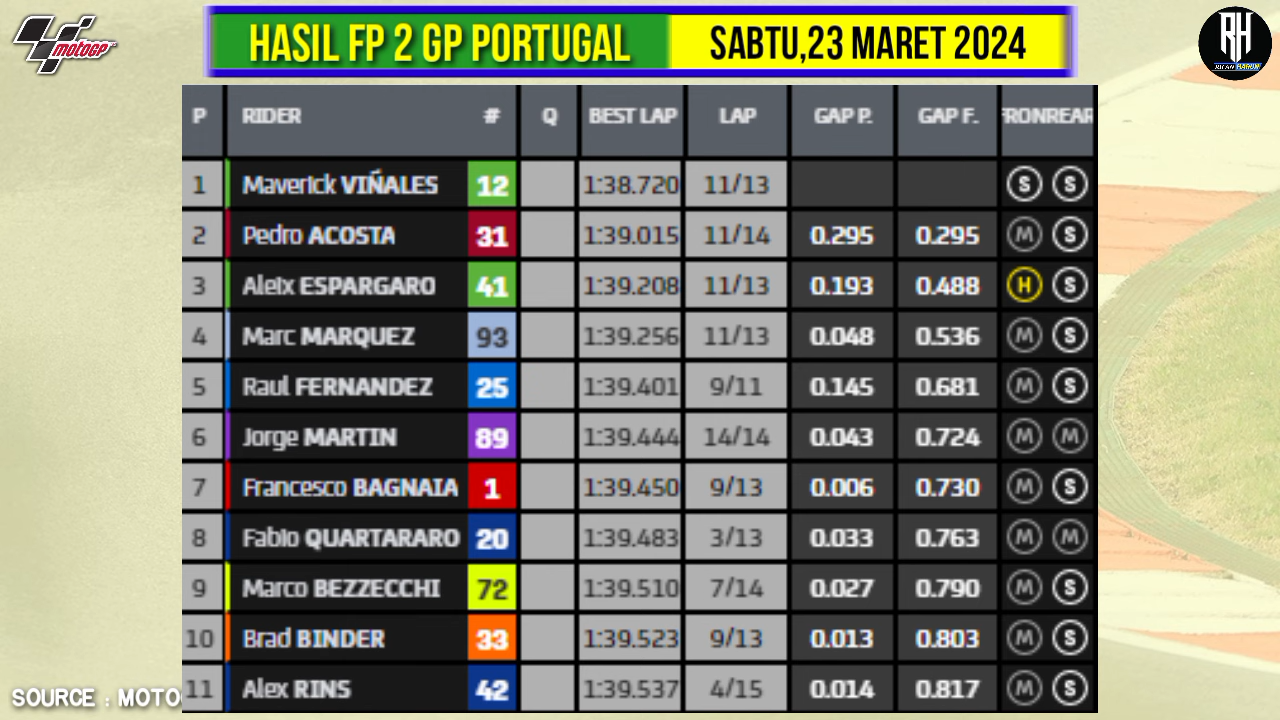 motoGP
HASIL FP 2 GP PORTUGAL SABTU,23 MARET 2024
RH
P RIDER # Q BEST LAP LAP GAP P. GAP F. RONREAR
1 Maverick VIÑALES 12 1:38.720 11/13 S S
2 Pedro ACOSTA 31 1:39.015 11/14 0.295 0.295 M S
3 Aleix ESPARGARO 41 1:39.208 11/13 0.193 0.488 H S
4 Marc MARQUEZ 93 1:39.256 11/13 0.048 0.536 M S
5 Raul FERNANDEZ 25 1:39.401 9/11 0.145 0.681 M S
6 Jorge MARTIN 89 1:39.444 14/14 0.043 0.724 M M
7 Francesco BAGNAIA 1 1:39.450 9/13 0.006 0.730 M S
8 Fabio QUARTARARO 20 1:39.483 3/13 0.033 0.763 M M
9 Marco BEZZECCHI 72 1:39.510 7/14 0.027 0.790 M S
10 Brad BINDER 33 1:39.523 9/13 0.013 0.803 M S
11 Alex RINS 42 1:39.537 4/15 0.014 0.817 M S
SOURCE : MOTO